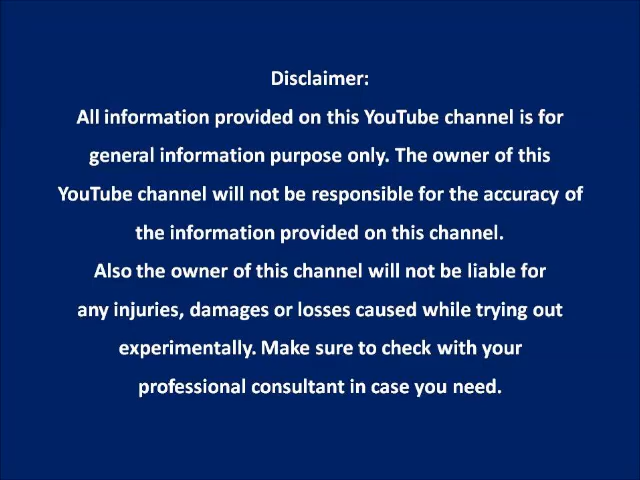 Disclaimer:
All information provided on this YouTube channel is for
general information purpose only. The owner of this
YouTube channel will not be responsible for the accuracy of
the information provided on this channel.
Also the owner of this channel will not be liable for
any injuries, damages or losses caused while trying out
experimentally. Make sure to check with your
professional consultant in case you need.